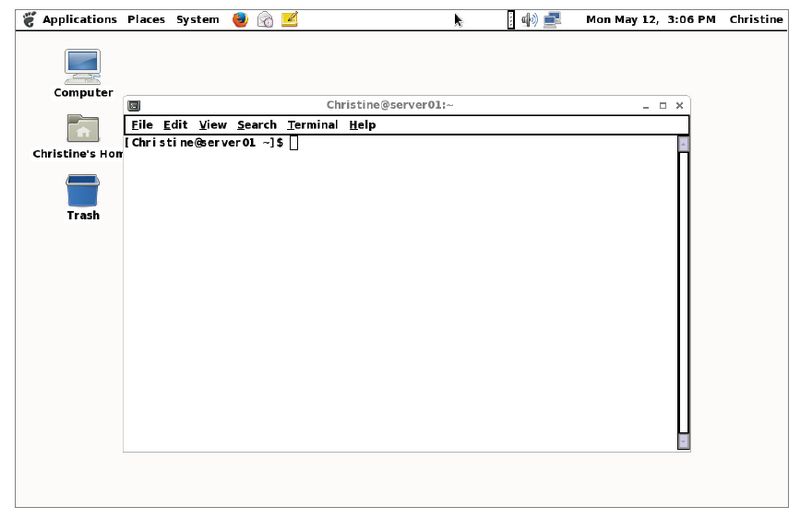 Applications Places System Mon May 12, 3:06 PM Christine
Computer
Christine@server01:~
File Edit View Search Terminal Help
[Christine@server01 ~]$
Christine's Hom
Trash